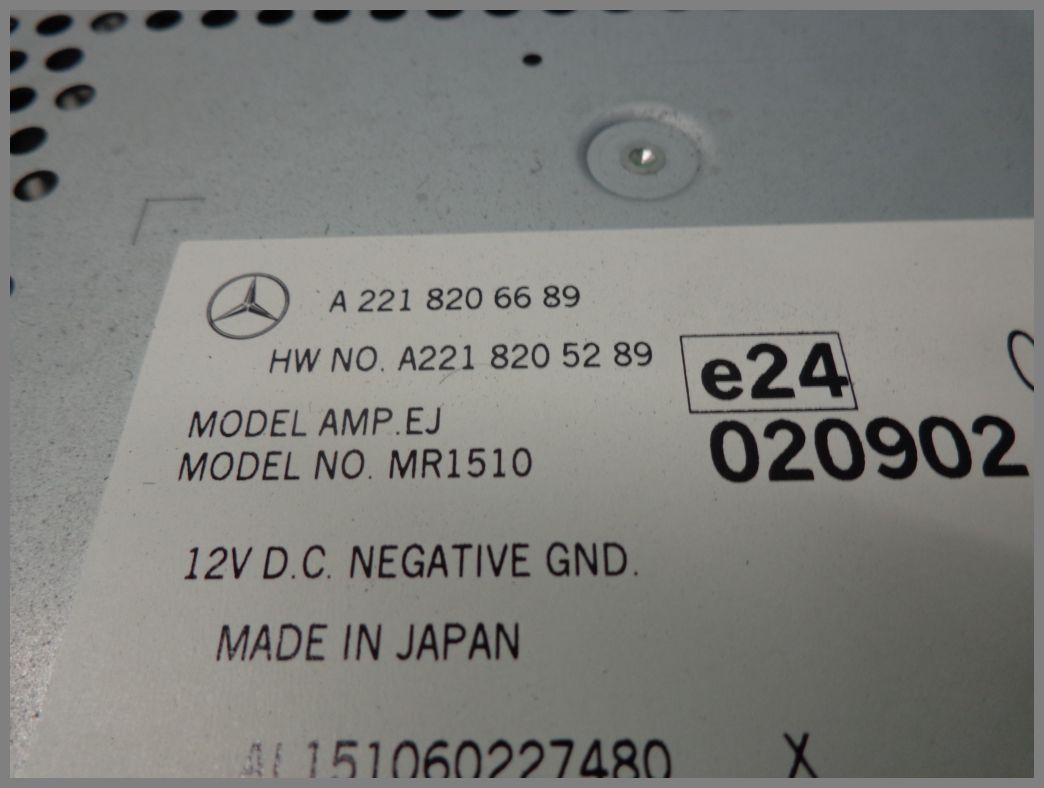 A 221 820 66 89
HW NO. A221 820 52 89
e24
MODEL AMP.EJ
MODEL NO. MR1510
020902
12V D.C. NEGATIVE GND.
MADE IN JAPAN
AL151060227480 X